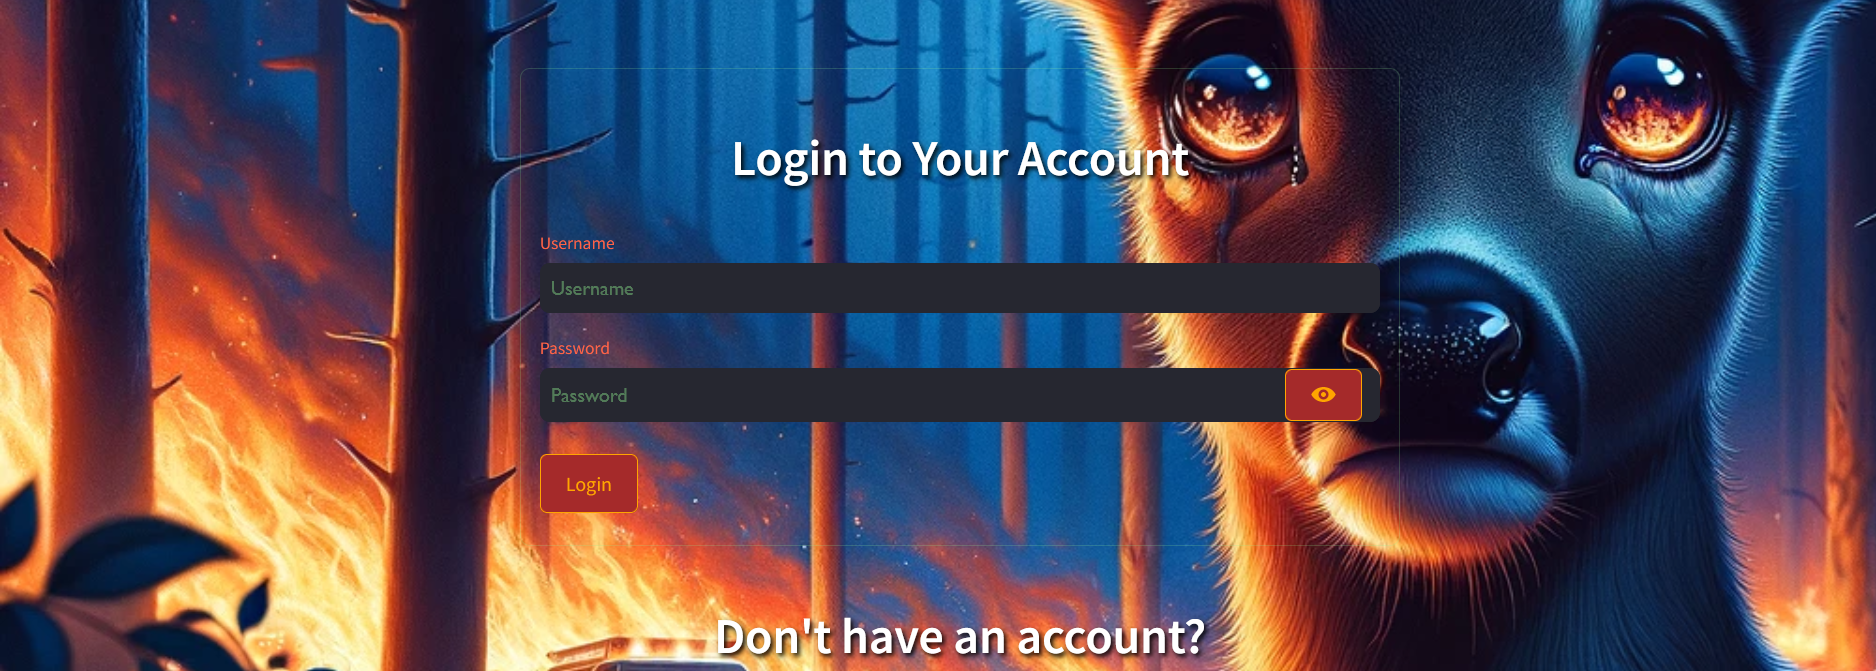 Login to Your Account
Username
Username
Password
Password
Login
Don't have an account?